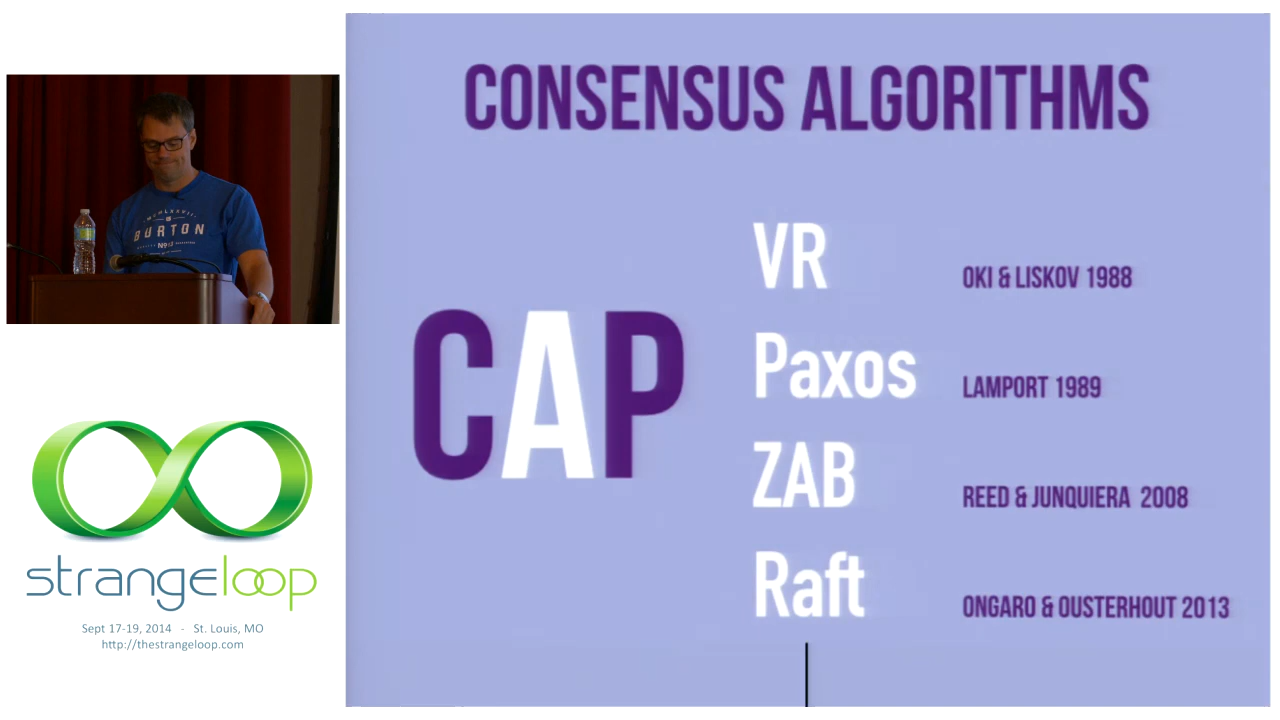 CONSENSUS ALGORITHMS
CAP
VR OKI & LISKOV 1988
Paxos LAMPORT 1989
ZAB REED & JUNQUIERA 2008
Raft ONGARO & OUSTERHOUT 2013
BURTON
strangeloop
Sept 17-19, 2014 - St. Louis, MO
http://thestrangeloop.com